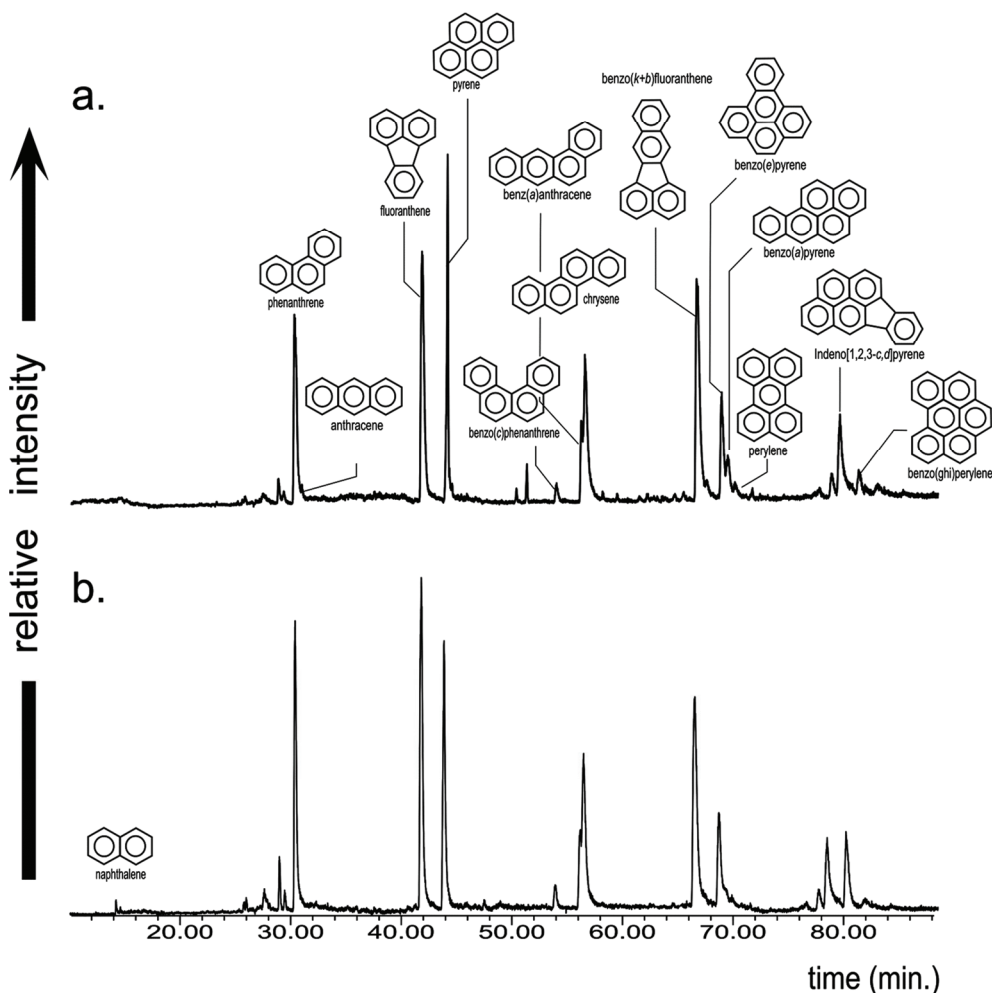 a.
pyrene
fluoranthene
phenanthrene
anthracene
benz(a)anthracene
chrysene
benzo(c)phenanthrene
benzo(k+b)fluoranthene
benzo(e)pyrene
benzo(a)pyrene
perylene
Indeno[1,2,3-c,d]pyrene
benzo(ghi)perylene
relative intensity
b.
naphthalene
20.00 30.00 40.00 50.00 60.00 70.00 80.00
time (min.)